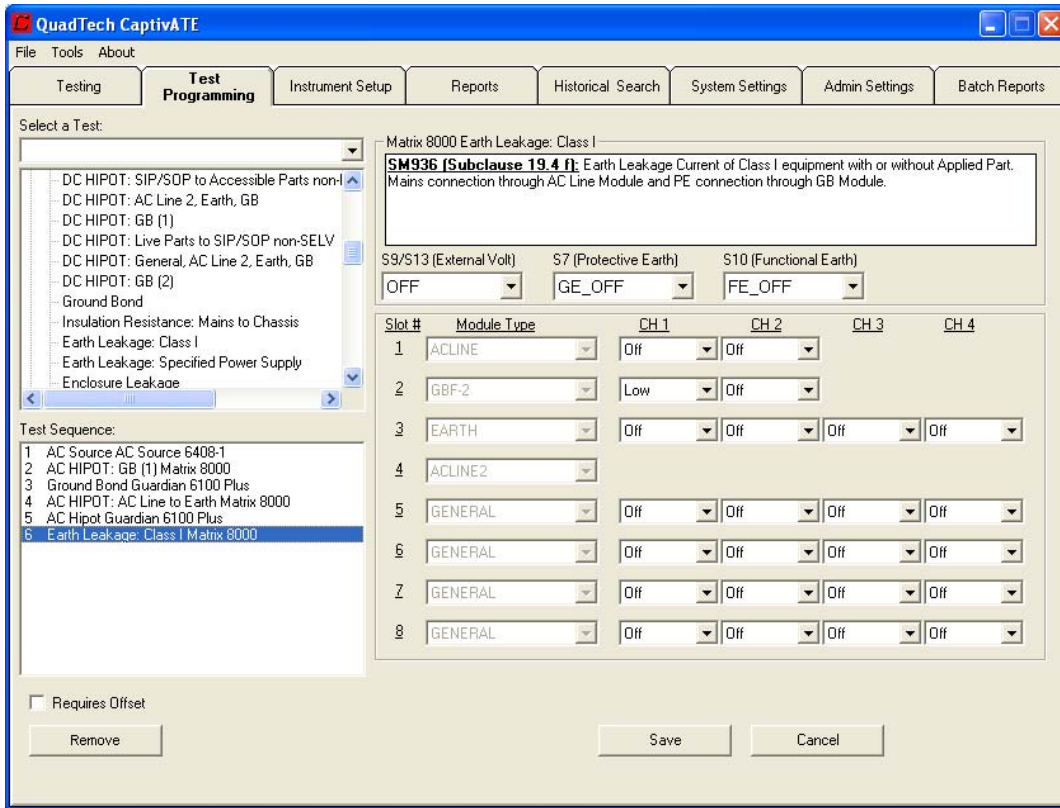 QuadTech CaptivATE
File Tools About
Testing
Test Programming
Instrument Setup
Reports
Historical Search
System Settings
Admin Settings
Batch Reports
Select a Test:
DC HIPOT: SIP/SOP to Accessible Parts non-
DC HIPOT: AC Line 2, Earth, GB
DC HIPOT: GB (1)
DC HIPOT: Live Parts to SIP/SOP non-SELV
DC HIPOT: General, AC Line 2, Earth, GB
DC HIPOT: GB (2)
Ground Bond
Insulation Resistance: Mains to Chassis
Earth Leakage: Class I
Earth Leakage: Specified Power Supply
Enclosure Leakage
Test Sequence:
1 AC Source AC Source 6408-1
2 AC HIPOT: GB (1) Matrix 8000
3 Ground Bond Guardian 6100 Plus
4 AC HIPOT: AC Line to Earth Matrix 8000
5 AC Hipot Guardian 6100 Plus
6 Earth Leakage: Class I Matrix 8000
Requires Offset
Remove
Matrix 8000 Earth Leakage: Class I
SM936 (Subclause 19.4 f): Earth Leakage Current of Class I equipment with or without Applied Part.
Mains connection through AC Line Module and PE connection through GB Module.
S9/S13 (External Volt) S7 (Protective Earth) S10 (Functional Earth)
OFF GE_OFF FE_OFF
Slot # Module Type CH 1 CH 2 CH 3 CH 4
1 ACLINE Off Off
2 GBF-2 Low Off
3 EARTH Off Off Off Off
4 ACLINE2
5 GENERAL Off Off Off Off
6 GENERAL Off Off Off Off
7 GENERAL Off Off Off Off
8 GENERAL Off Off Off Off
Save Cancel